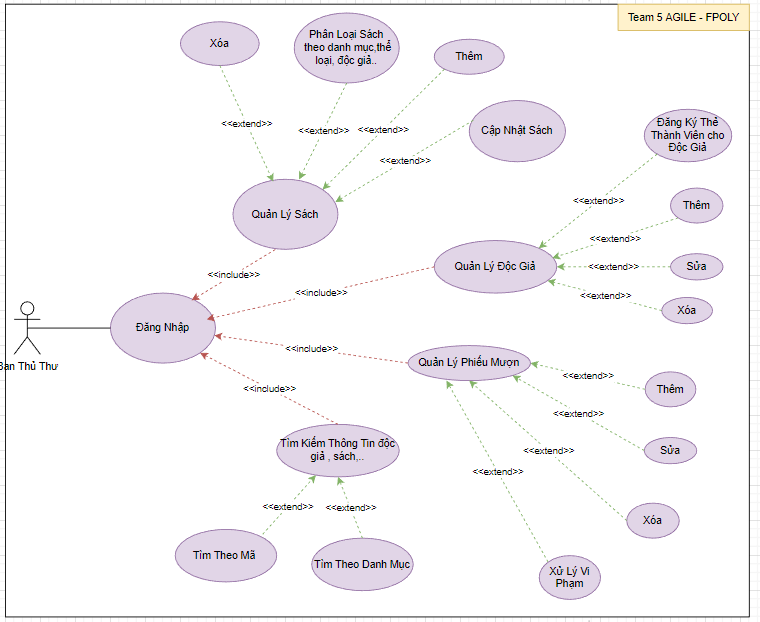 Team 5 AGILE - FPOLY
Xóa
Phân Loại Sách
theo danh mục,thể
loại, độc giả..
Thêm
Cập Nhật Sách
<<extend>>
<<extend>>
<<extend>>
<<extend>>
Quản Lý Sách
Đăng Ký Thẻ
Thành Viên cho
Độc Giả
Thêm
Sửa
Xóa
<<extend>>
<<extend>>
<<extend>>
<<extend>>
Quản Lý Độc Giả
<<include>>
<<include>>
Đăng Nhập
Ban Thủ Thư
<<include>>
<<include>>
Quản Lý Phiếu Mượn
<<extend>>
Thêm
<<extend>>
Sửa
<<extend>>
Xóa
<<extend>>
Xử Lý Vi
Phạm
Tìm Kiếm Thông Tin độc
giả , sách,..
<<extend>>
<<extend>>
Tìm Theo Mã
Tìm Theo Danh Mục